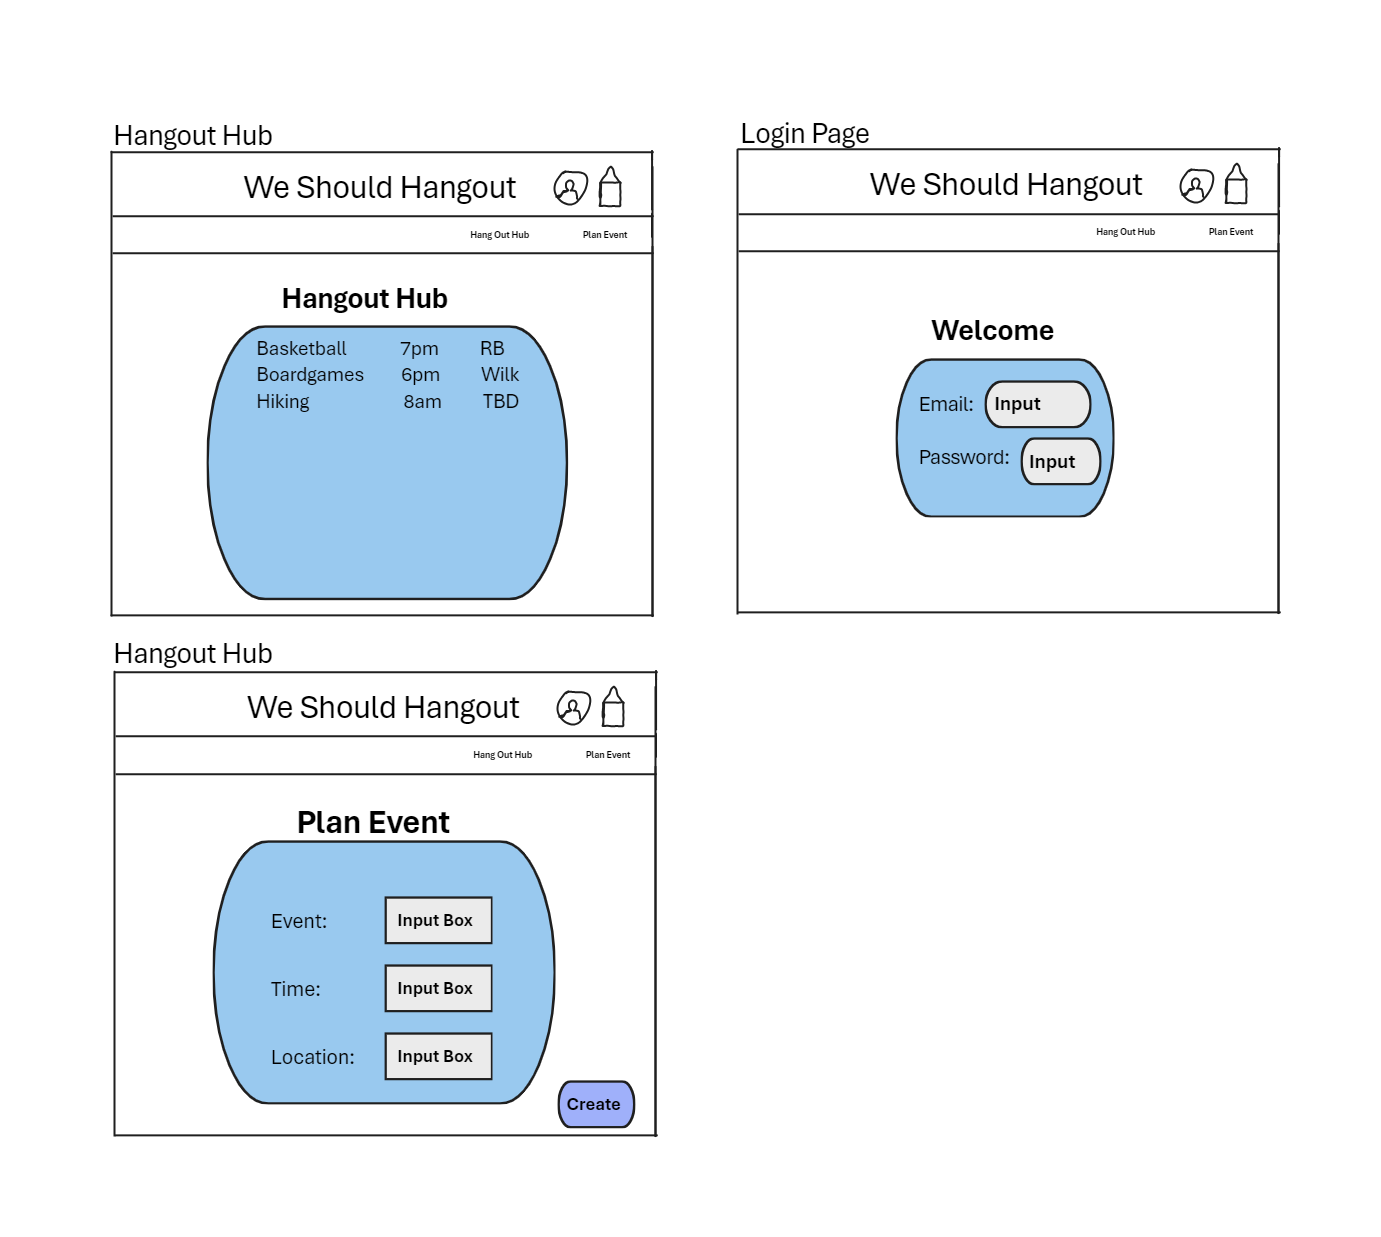 Hangout Hub
We Should Hangout
Hang Out Hub Plan Event
Hangout Hub
Basketball 7pm RB
Boardgames 6pm Wilk
Hiking 8am TBD
Login Page
We Should Hangout
Hang Out Hub Plan Event
Welcome
Email: Input
Password: Input
Hangout Hub
We Should Hangout
Hang Out Hub Plan Event
Plan Event
Event: Input Box
Time: Input Box
Location: Input Box
Create